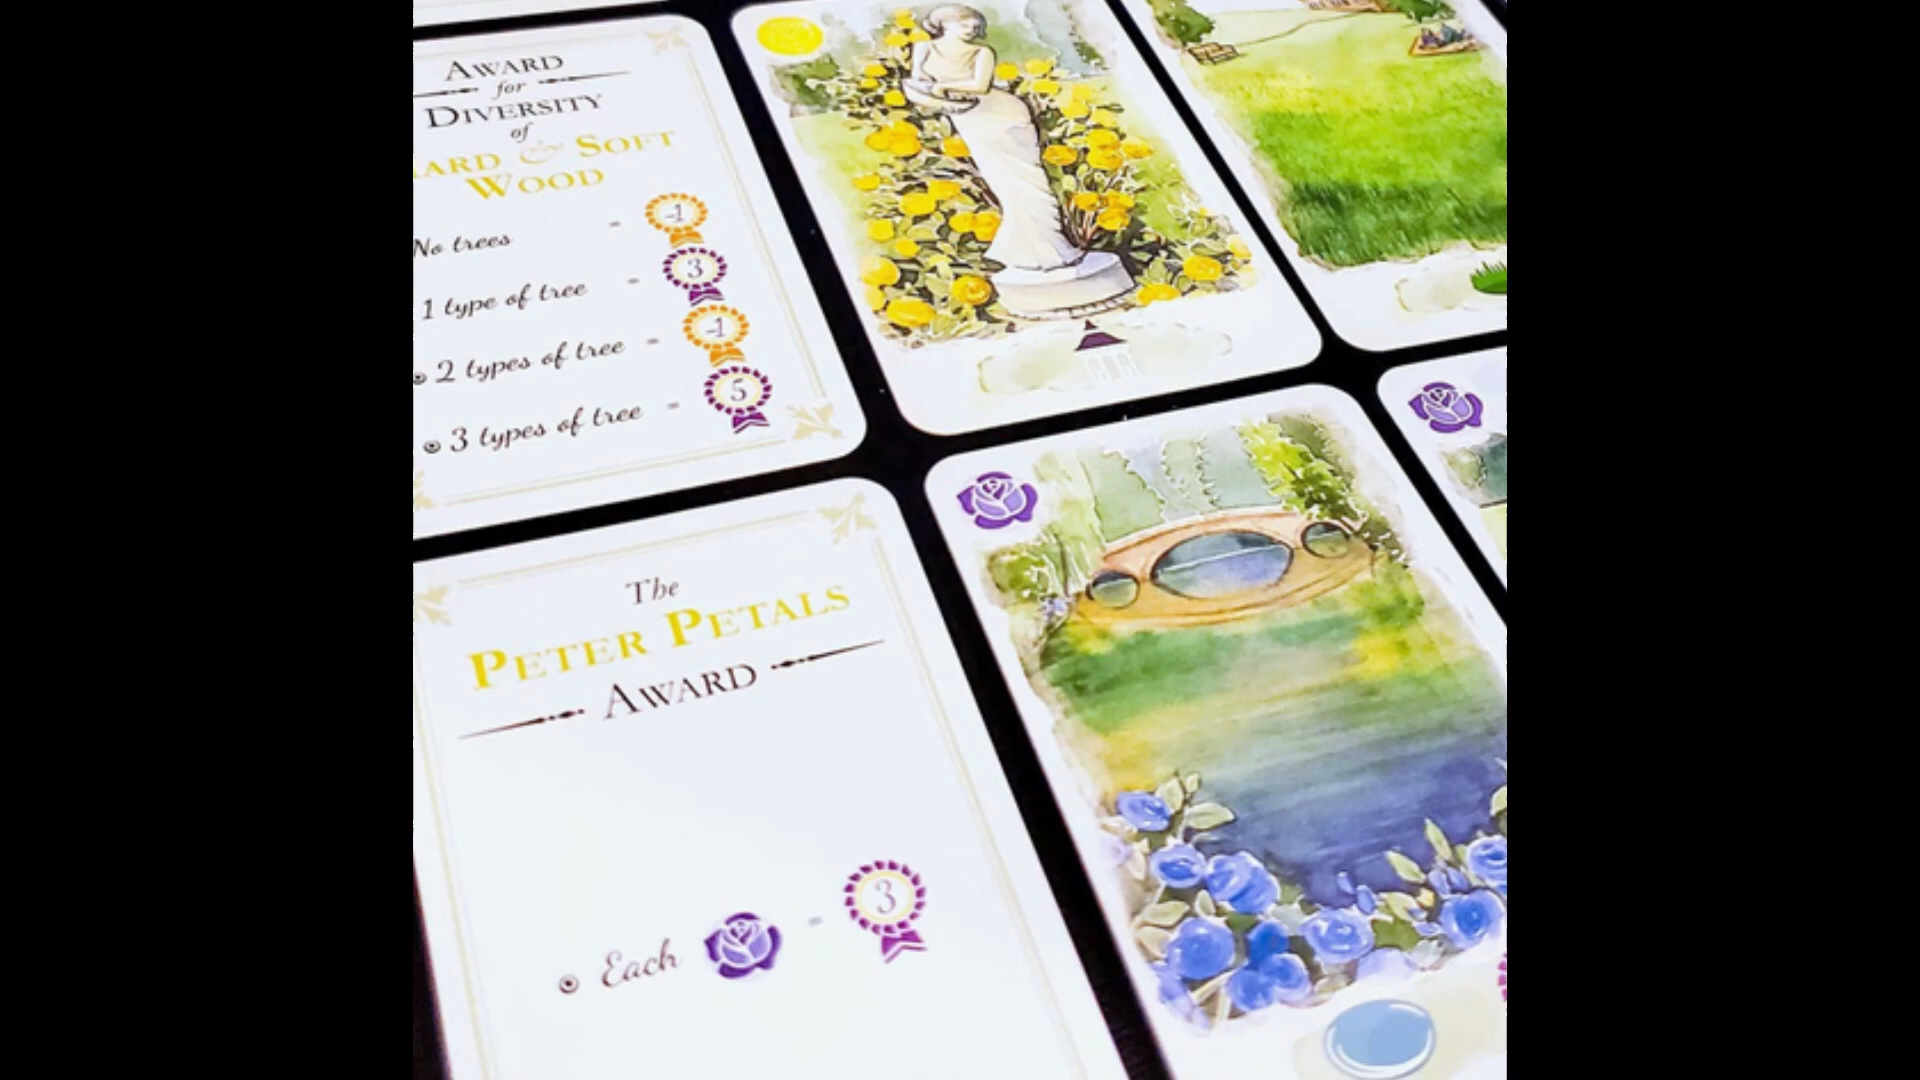 AWARD
for
DIVERSITY
of
ARD & SOFT
WOOD
No trees = -1
1 type of tree = 3
2 types of tree = -1
3 types of tree = 5
The
PETER PETALS
AWARD
Each = 3